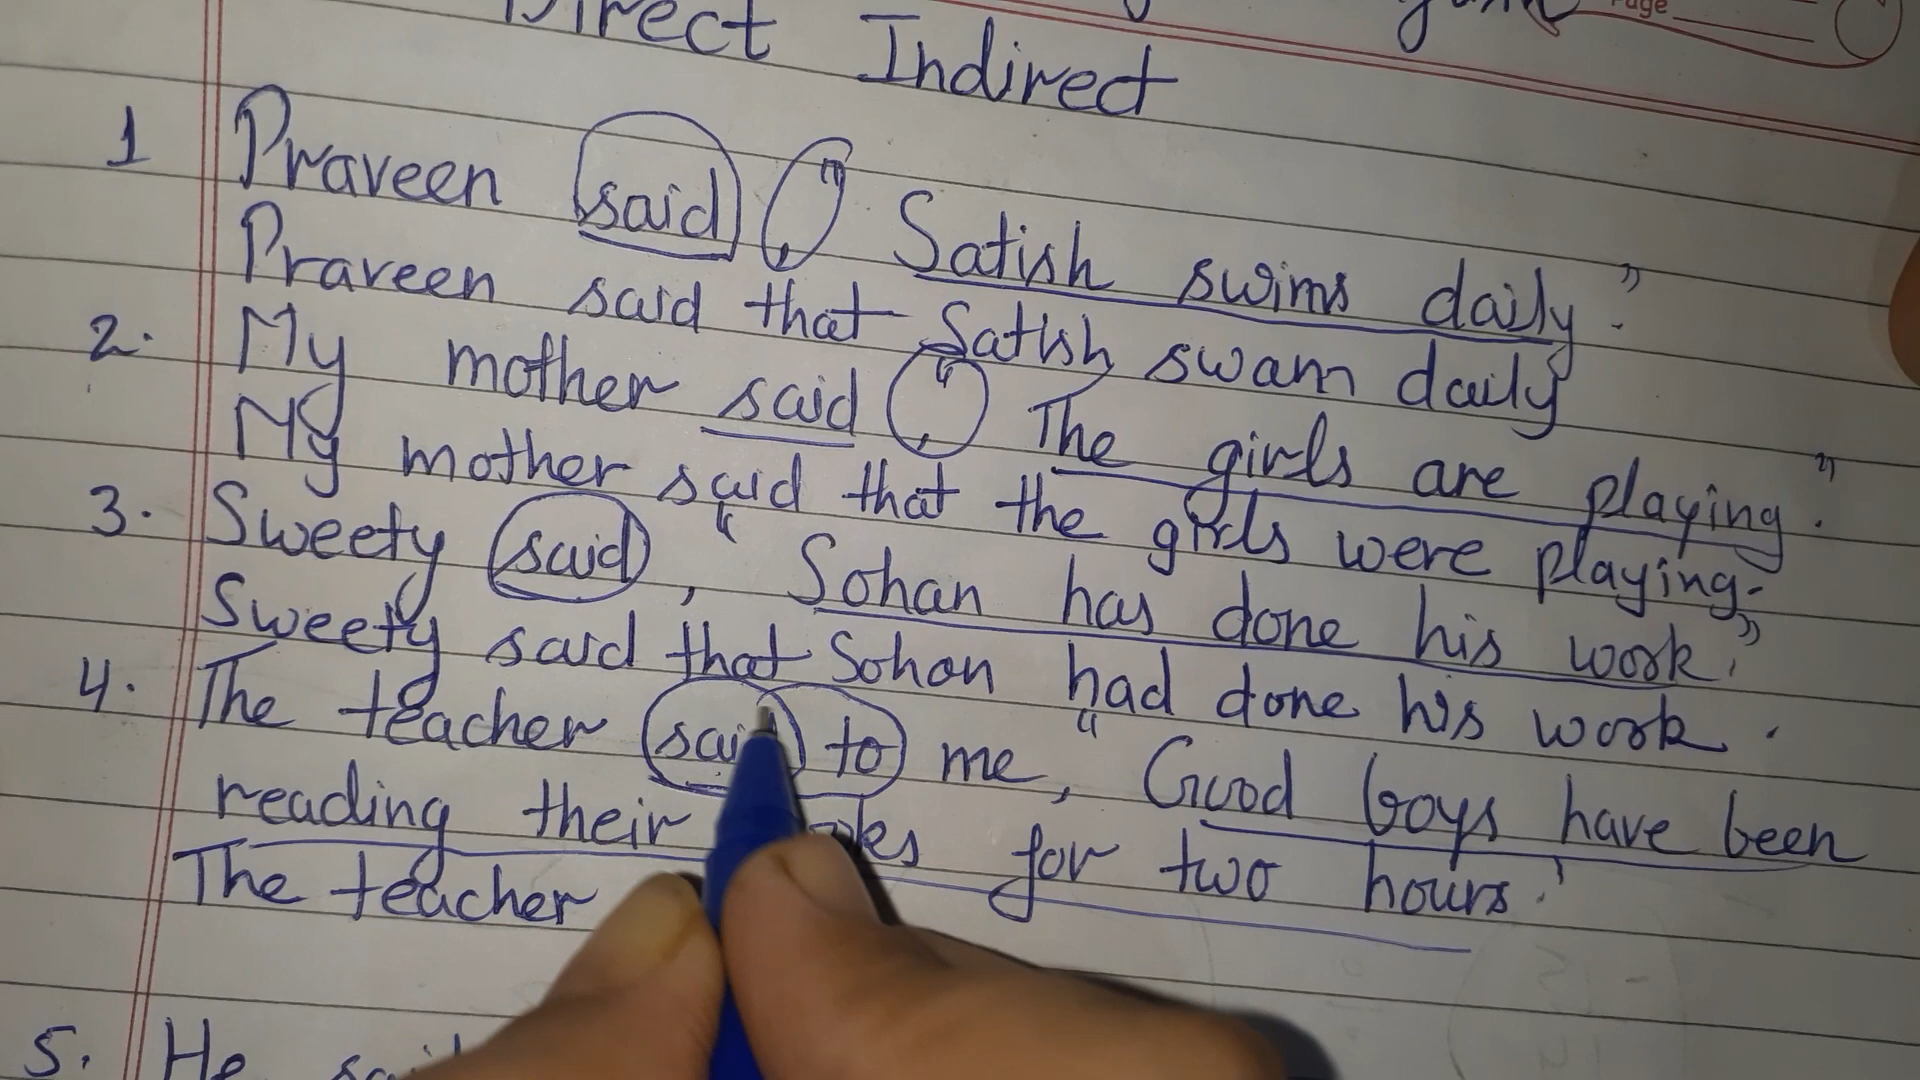 Page
Direct Indirect
1 Praveen said, " Satish swims daily."
Praveen said that Satish swam daily
2. My mother said, " The girls are playing."
My mother said that the girls were playing.
3. Sweety said, " Sohan has done his work."
Sweety said that Sohan had done his work.
4. The teacher said to me, " Good boys have been
reading their for two hours."
The teacher
5. He